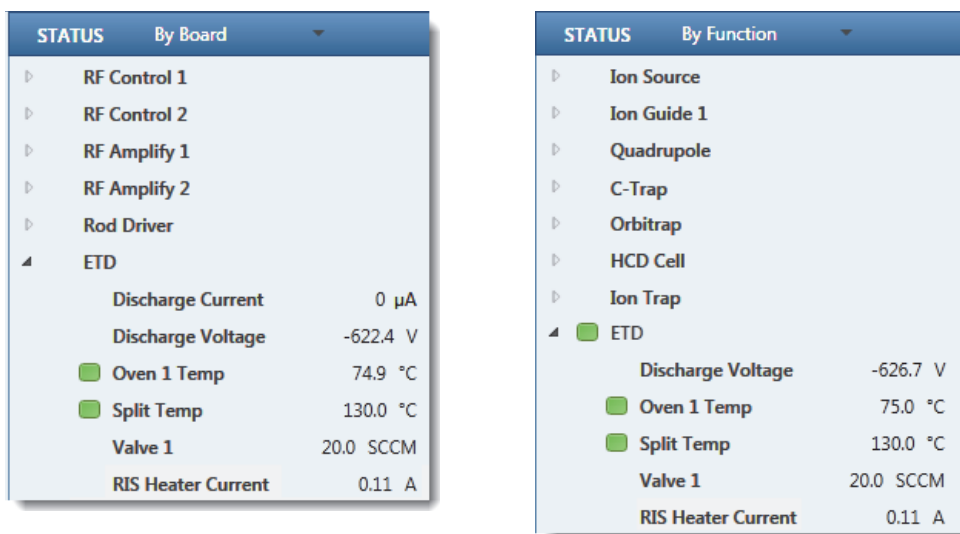 STATUS By Board
RF Control 1
RF Control 2
RF Amplify 1
RF Amplify 2
Rod Driver
ETD
Discharge Current 0 µA
Discharge Voltage -622.4 V
Oven 1 Temp 74.9 °C
Split Temp 130.0 °C
Valve 1 20.0 SCCM
RIS Heater Current 0.11 A
STATUS By Function
Ion Source
Ion Guide 1
Quadrupole
C-Trap
Orbitrap
HCD Cell
Ion Trap
ETD
Discharge Voltage -626.7 V
Oven 1 Temp 75.0 °C
Split Temp 130.0 °C
Valve 1 20.0 SCCM
RIS Heater Current 0.11 A